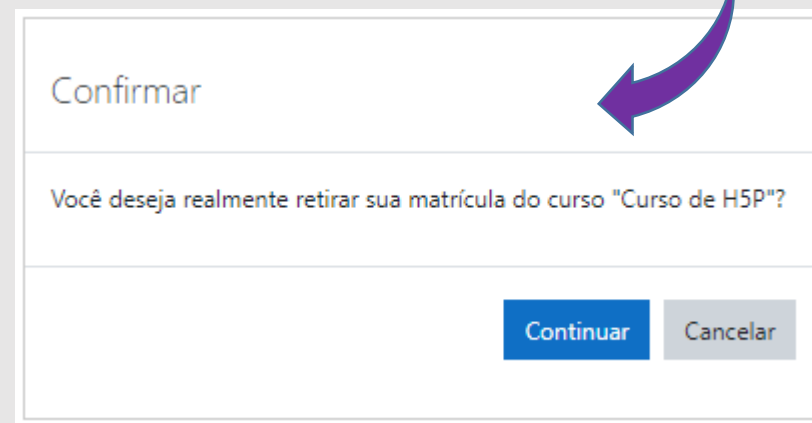 Confirmar
Você deseja realmente retirar sua matrícula do curso "Curso de H5P"?
Continuar Cancelar